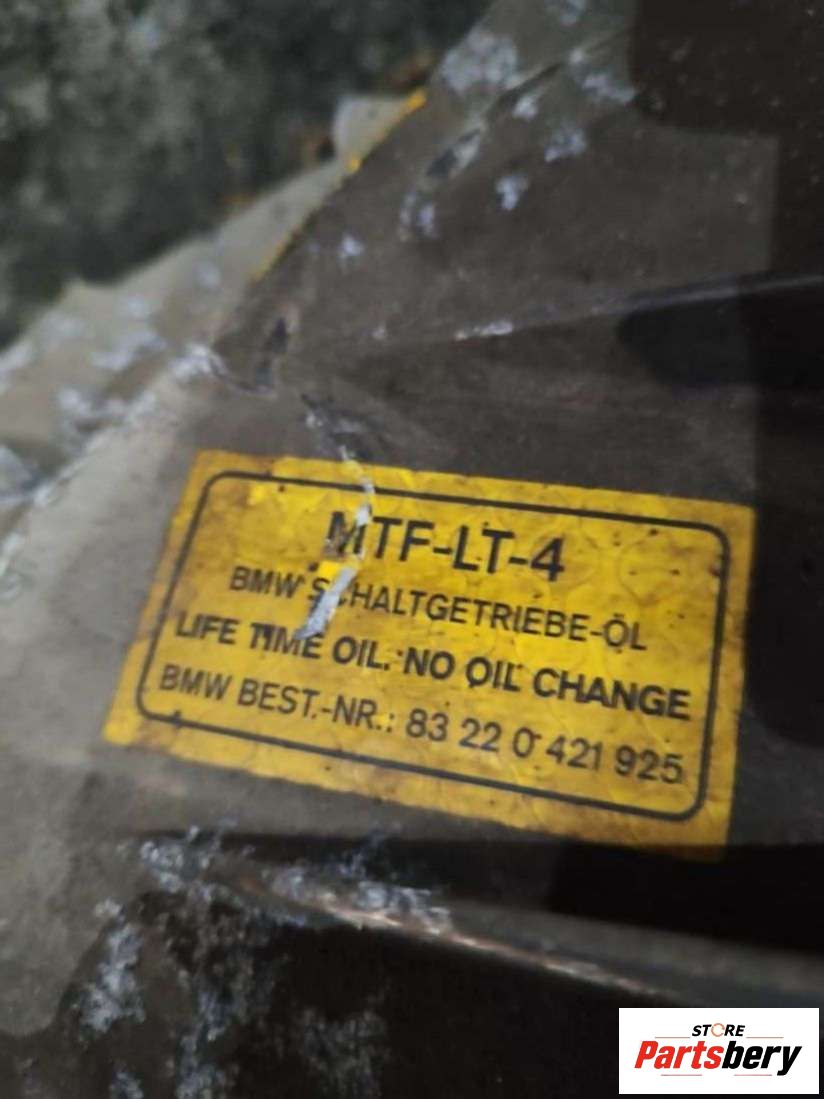 MTF-LT-4
BMW SCHALTGETRIEBE-ÖL
LIFE TIME OIL. NO OIL CHANGE
BMW BEST.-NR.: 83 22 0 421 925
STORE
Partsbery